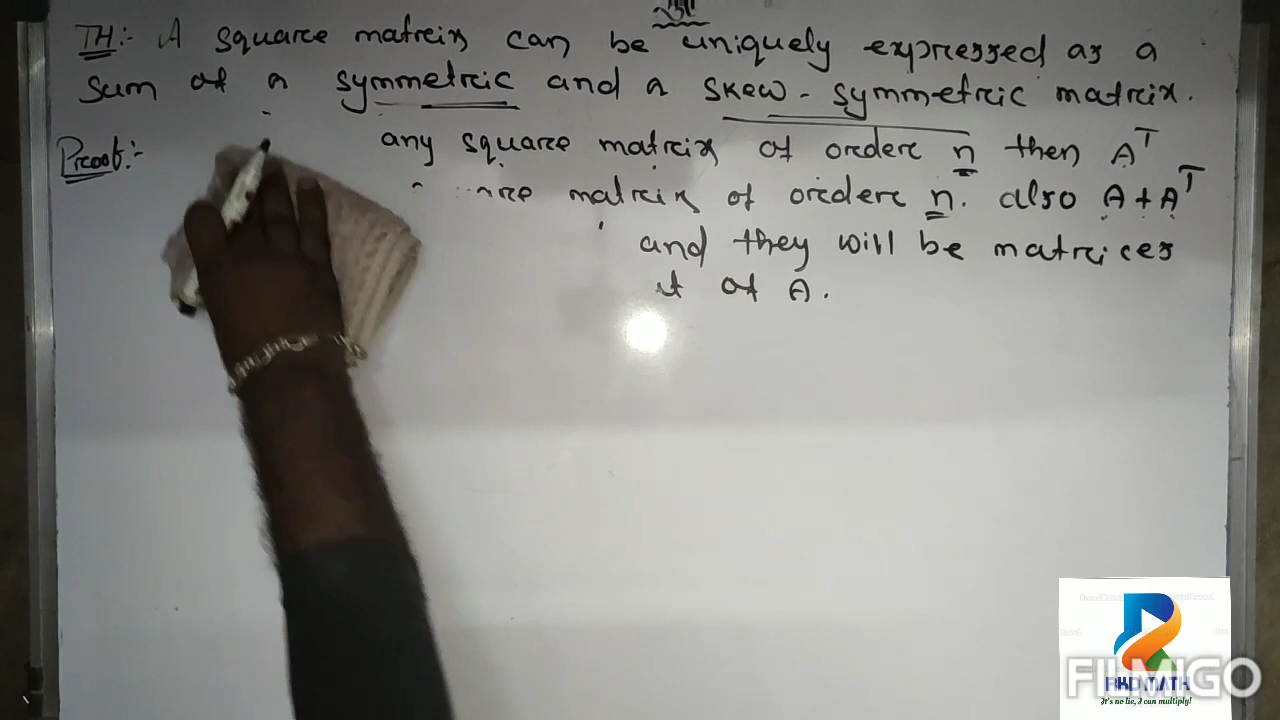 TH:- A square matrix can be uniquely expressed as a
sum of a symmetric and a skew-symmetric matrix.
Proof:- any square matrix of order n then A^T
matrix of order n. also A+A^T
and they will be matrices
of A.
FILMIGO
RKDMATH
It's no lie, I can multiply!